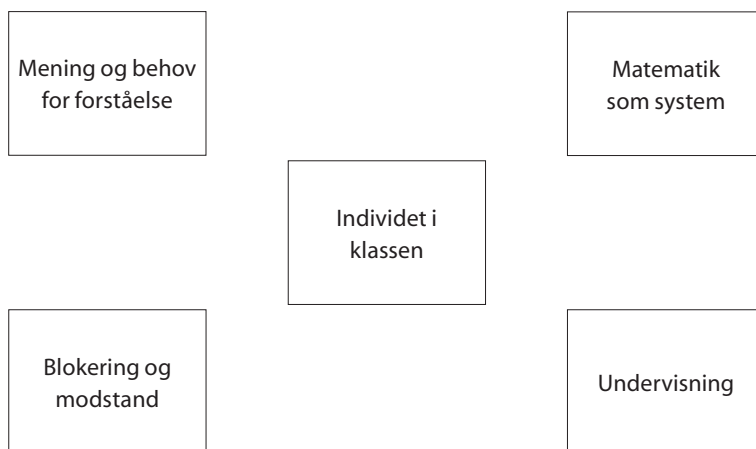 Mening og behov
for forståelse
Matematik
som system
Individet i
klassen
Blokering og
modstand
Undervisning